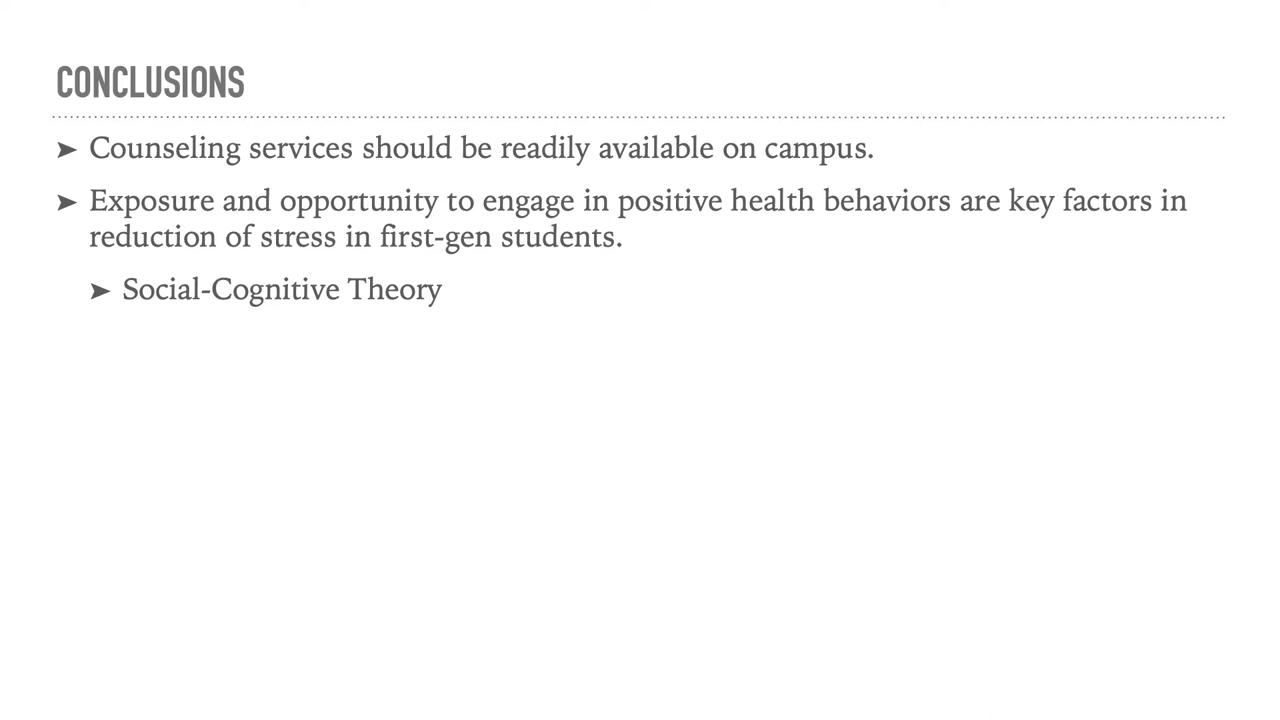 CONCLUSIONS
➤ Counseling services should be readily available on campus.
➤ Exposure and opportunity to engage in positive health behaviors are key factors in
reduction of stress in first-gen students.
➤ Social-Cognitive Theory